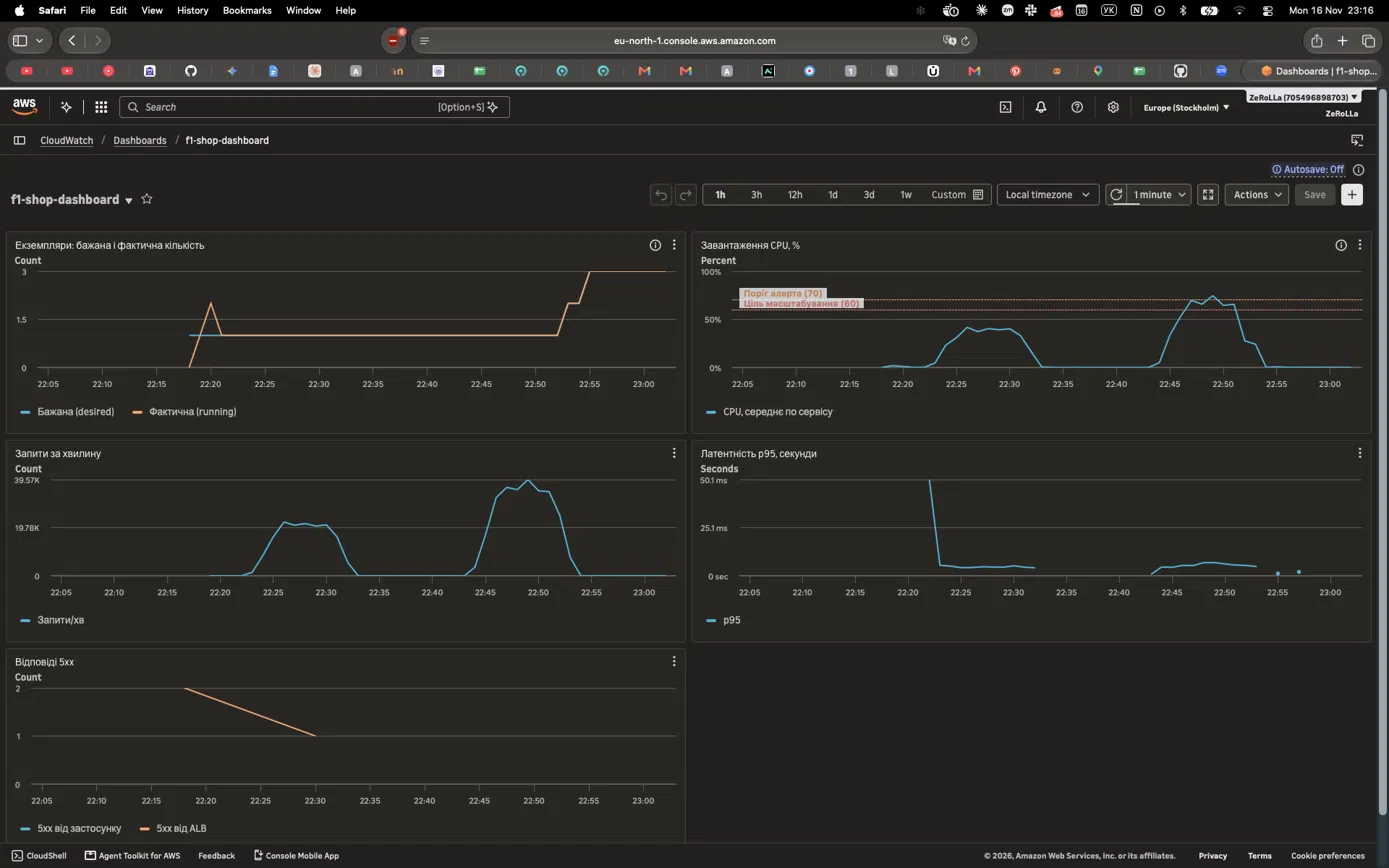 Safari File Edit View History Bookmarks Window Help
16 УК Mon 16 Nov 23:16
6
eu-north-1.console.aws.amazon.com
Dashboards | f1-shop...
aws
Search [Option+S]
Europe (Stockholm)
ZeRoLLa (705496898703)
ZeRoLLa
CloudWatch / Dashboards / f1-shop-dashboard
Autosave: Off
f1-shop-dashboard
1h 3h 12h 1d 3d 1w Custom Local timezone 1 minute Actions Save
Екземпляри: бажана і фактична кількість
Count
3
1.5
0
22:05 22:10 22:15 22:20 22:25 22:30 22:35 22:40 22:45 22:50 22:55 23:00
Бажана (desired) Фактична (running)
Завантаження CPU, %
Percent
100%
Поріг алерта (70)
Ціль масштабування (60)
50%
0%
22:05 22:10 22:15 22:20 22:25 22:30 22:35 22:40 22:45 22:50 22:55 23:00
CPU, середнє по сервісу
Запити за хвилину
Count
39.57K
19.78K
0
22:05 22:10 22:15 22:20 22:25 22:30 22:35 22:40 22:45 22:50 22:55 23:00
Запити/хв
Латентність p95, секунди
Seconds
50.1 ms
25.1 ms
0 sec
22:05 22:10 22:15 22:20 22:25 22:30 22:35 22:40 22:45 22:50 22:55 23:00
p95
Відповіді 5xx
Count
2
1
0
22:05 22:10 22:15 22:20 22:25 22:30 22:35 22:40 22:45 22:50 22:55 23:00
5xx від застосунку 5xx від ALB
CloudShell Agent Toolkit for AWS Feedback Console Mobile App © 2026, Amazon Web Services, Inc. or its affiliates. Privacy Terms Cookie preferences